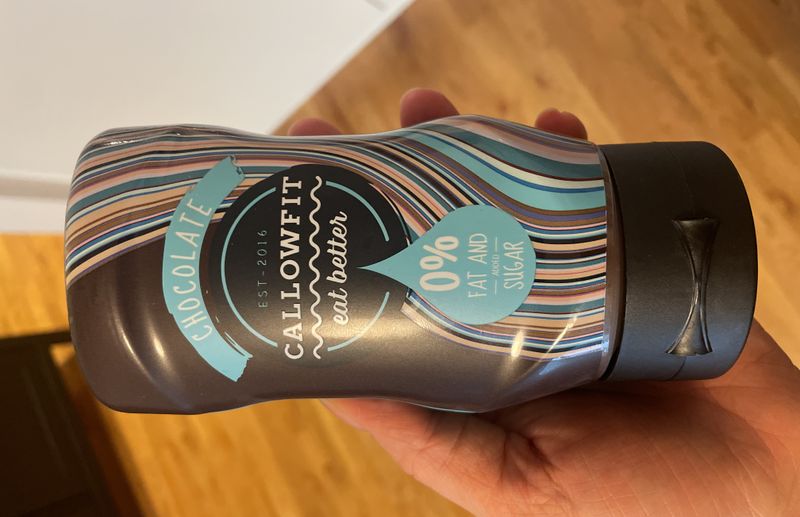 CHOCOLATE
EST-2016
CALLOWFIT
eat better
0%
FAT AND
ADDED
SUGAR